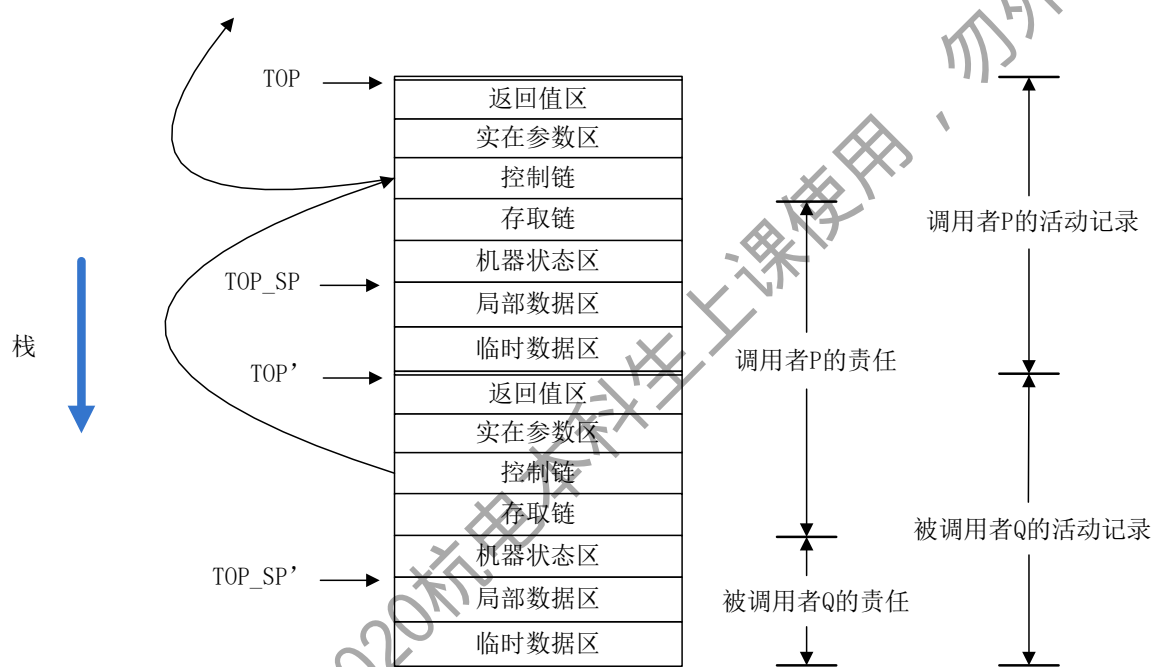 TOP
返回值区
实在参数区
控制链
存取链
机器状态区
TOP_SP
局部数据区
临时数据区
TOP’
返回值区
实在参数区
控制链
存取链
机器状态区
TOP_SP’
局部数据区
临时数据区
栈
调用者P的责任
被调用者Q的责任
调用者P的活动记录
被调用者Q的活动记录
020杭电本科生上课使用，勿外